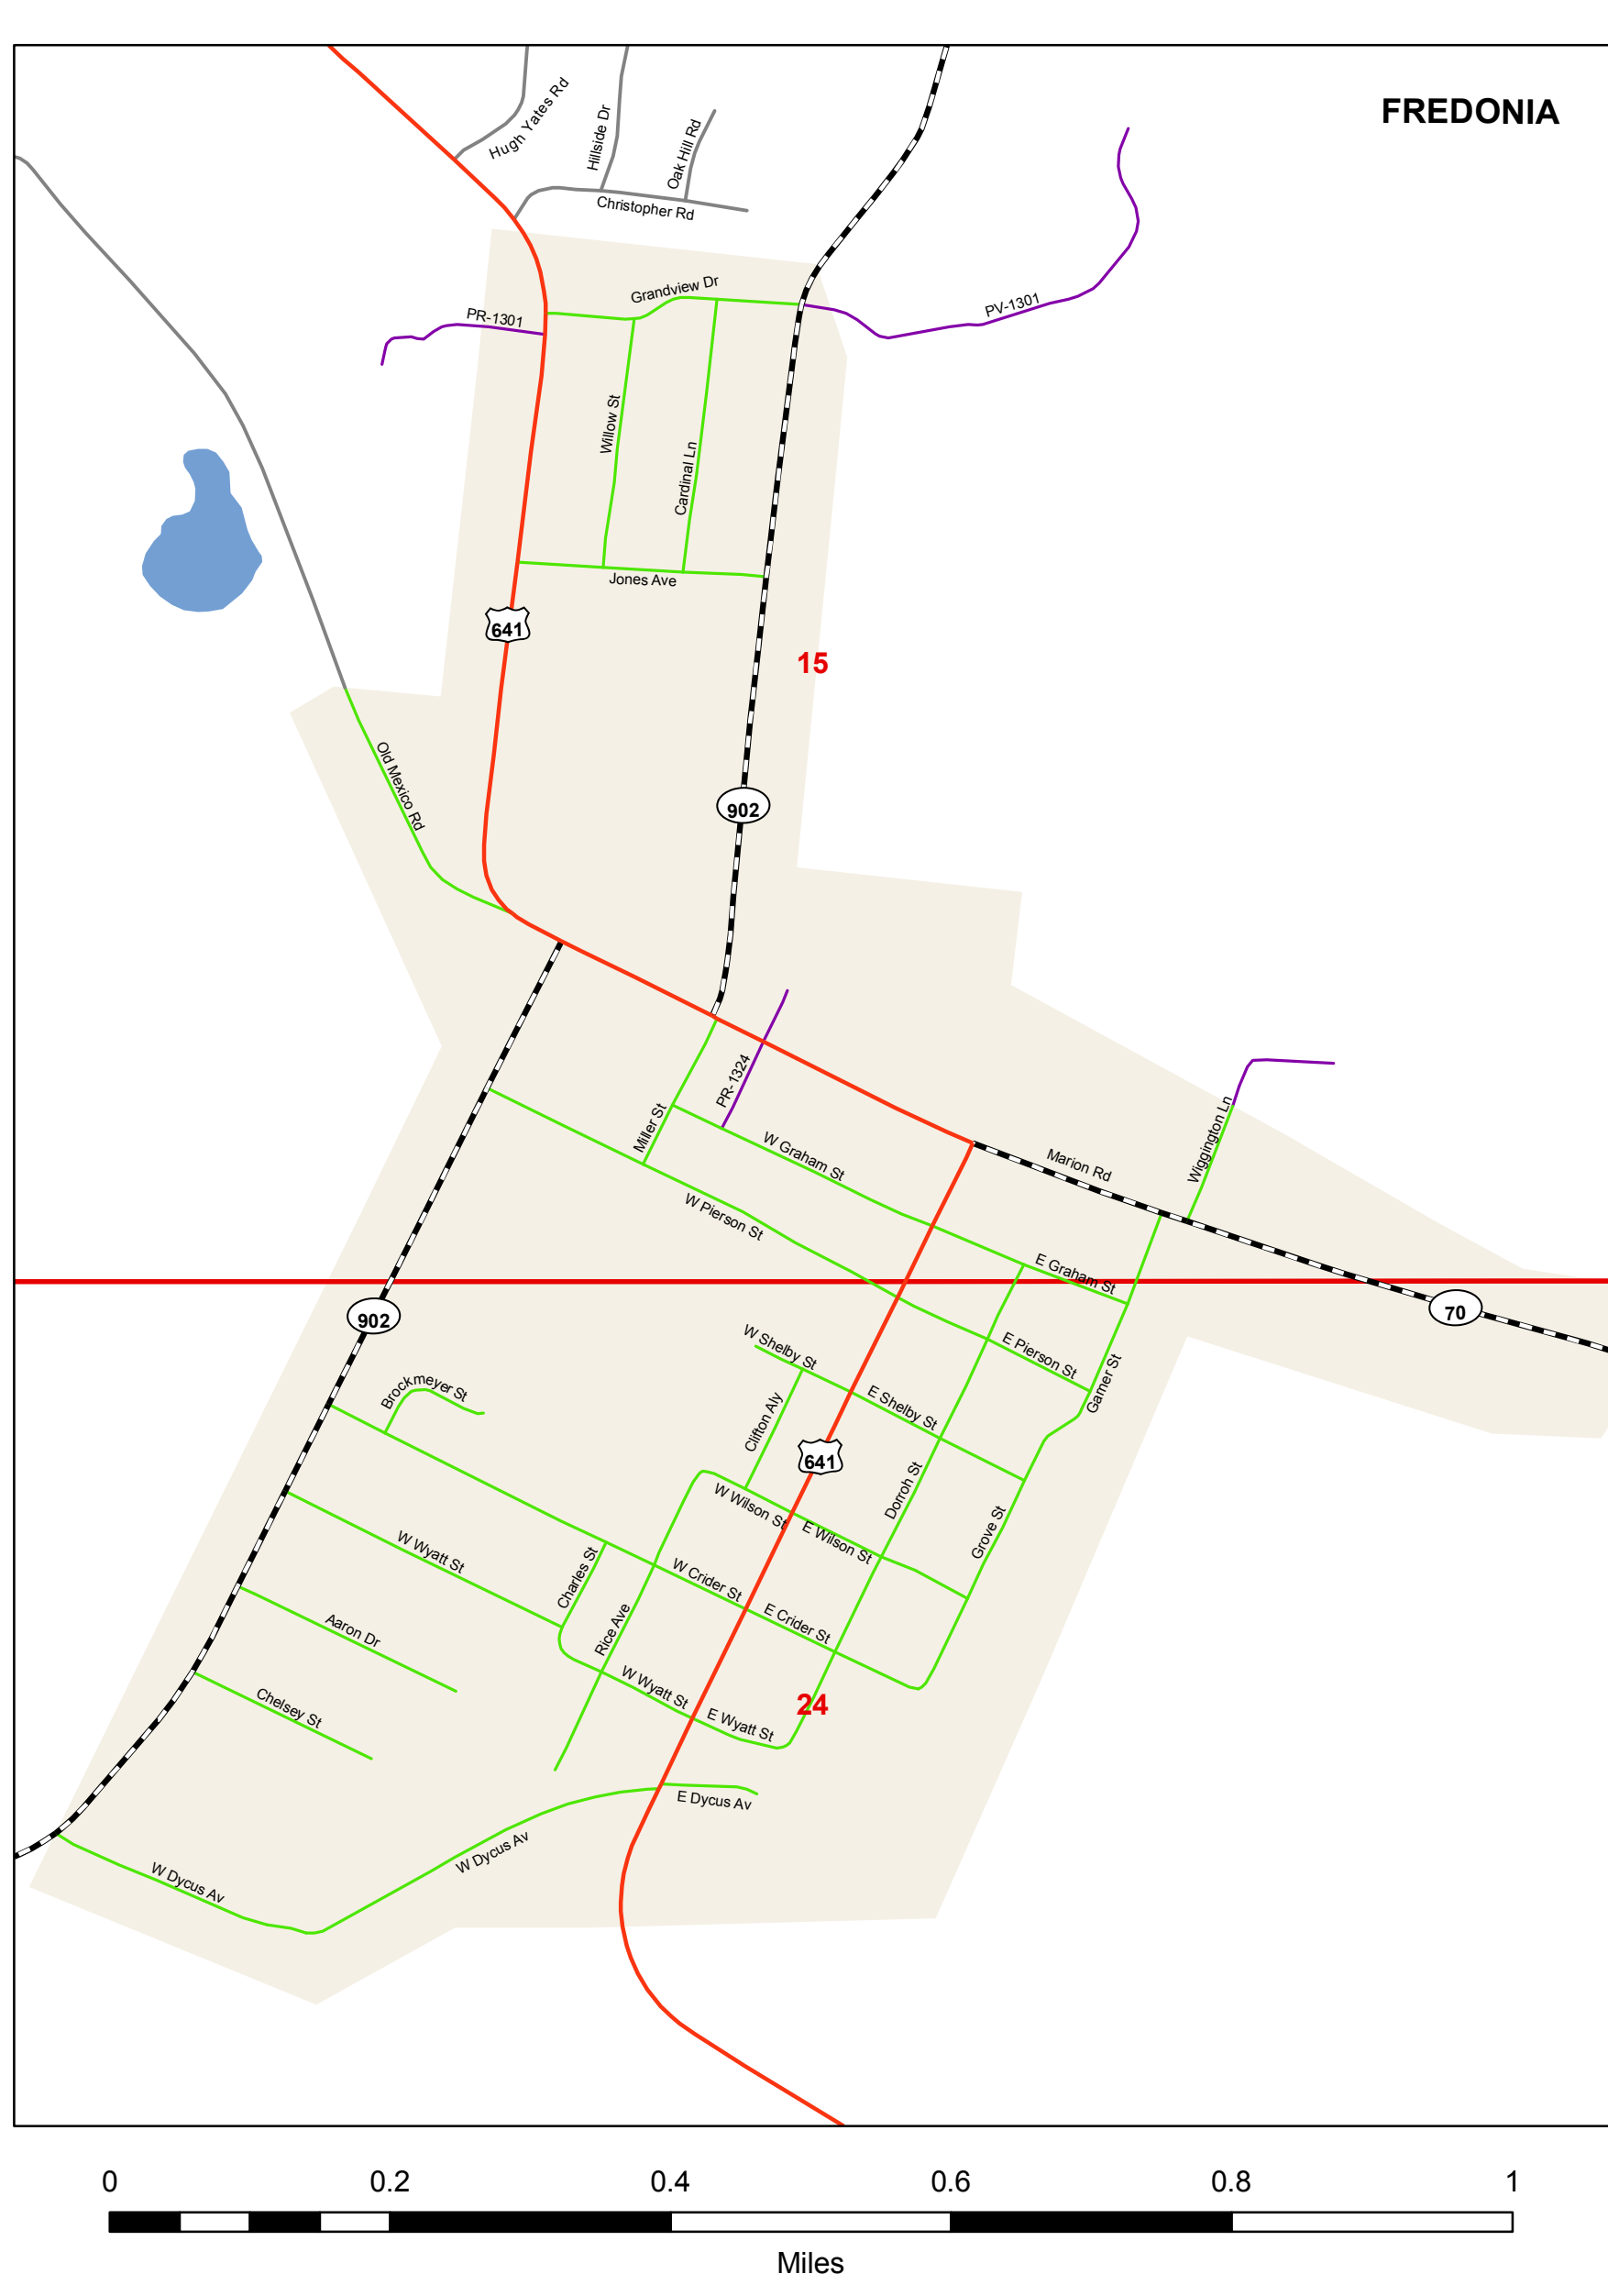 FREDONIA
Hugh Yates Rd
Hillside Dr
Oak Hill Rd
Christopher Rd
Grandview Dr
PR-1301
PV-1301
Willow St
Cardinal Ln
Jones Ave
641
15
Old Mexico Rd
902
PR-1324
Miller St
Wiggington Ln
W Graham St
Marion Rd
W Pierson St
E Graham St
70
902
W Shelby St
E Pierson St
Garner St
Brockmeyer St
E Shelby St
Clifton Aly
641
Dorroh St
W Wilson St
E Wilson St
Grove St
W Wyatt St
Charles St
W Crider St
Rice Ave
E Crider St
Aaron Dr
W Wyatt St
Chelsey St
24
E Wyatt St
E Dycus Av
W Dycus Av
W Dycus Av
0 0.2 0.4 0.6 0.8 1
Miles